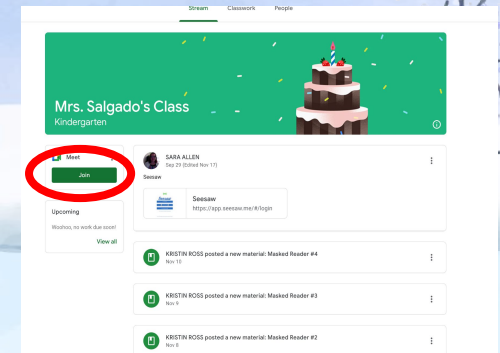 Stream Classwork People
Mrs. Salgado's Class
Kindergarten
Meet
Join
SARA ALLEN
Sep 29 (Edited Nov 17)
Seesaw
Seesaw
https://app.seesaw.me/#/login
Upcoming
Woohoo, no work due soon!
View all
KRISTIN ROSS posted a new material: Masked Reader #4
Nov 10
KRISTIN ROSS posted a new material: Masked Reader #3
Nov 9
KRISTIN ROSS posted a new material: Masked Reader #2
Nov 8